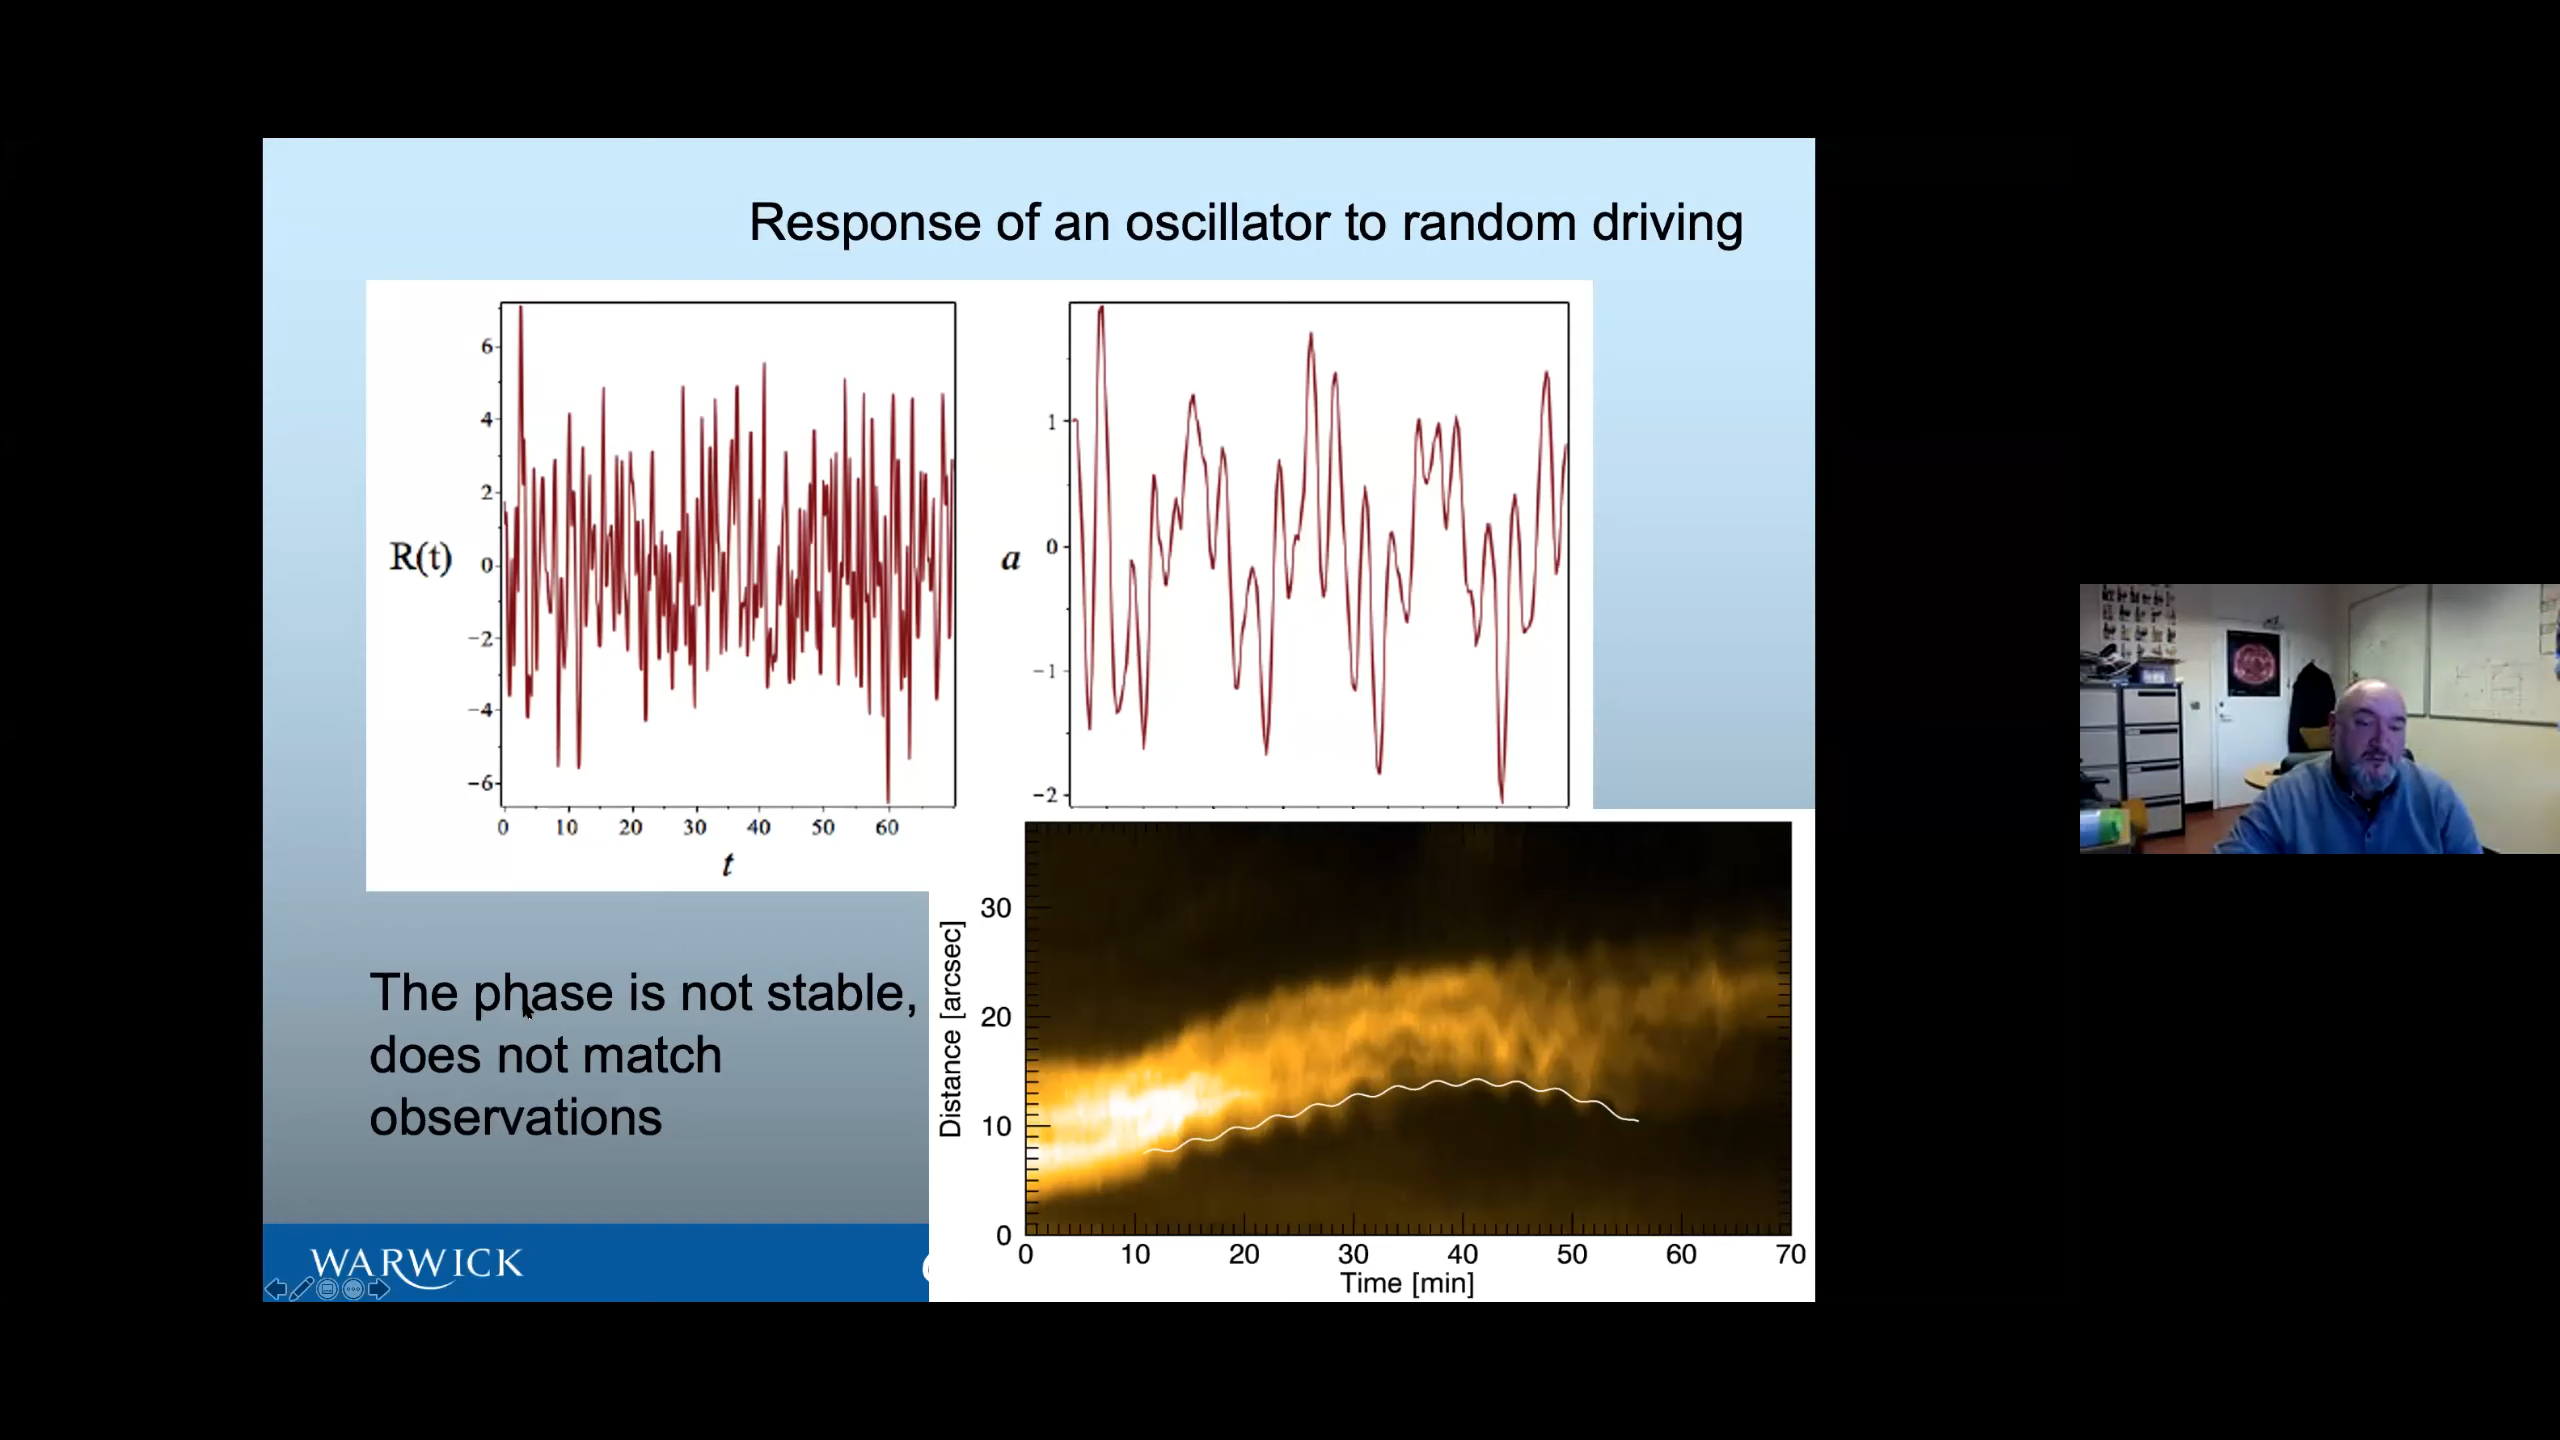 Response of an oscillator to random driving
R(t)
6
4
2
0
−2
−4
−6
0 10 20 30 40 50 60
t
a
1
0
−1
−2
The phase is not stable,
does not match
observations
Distance [arcsec]
30
20
10
0
0 10 20 30 40 50 60 70
Time [min]
WARWICK